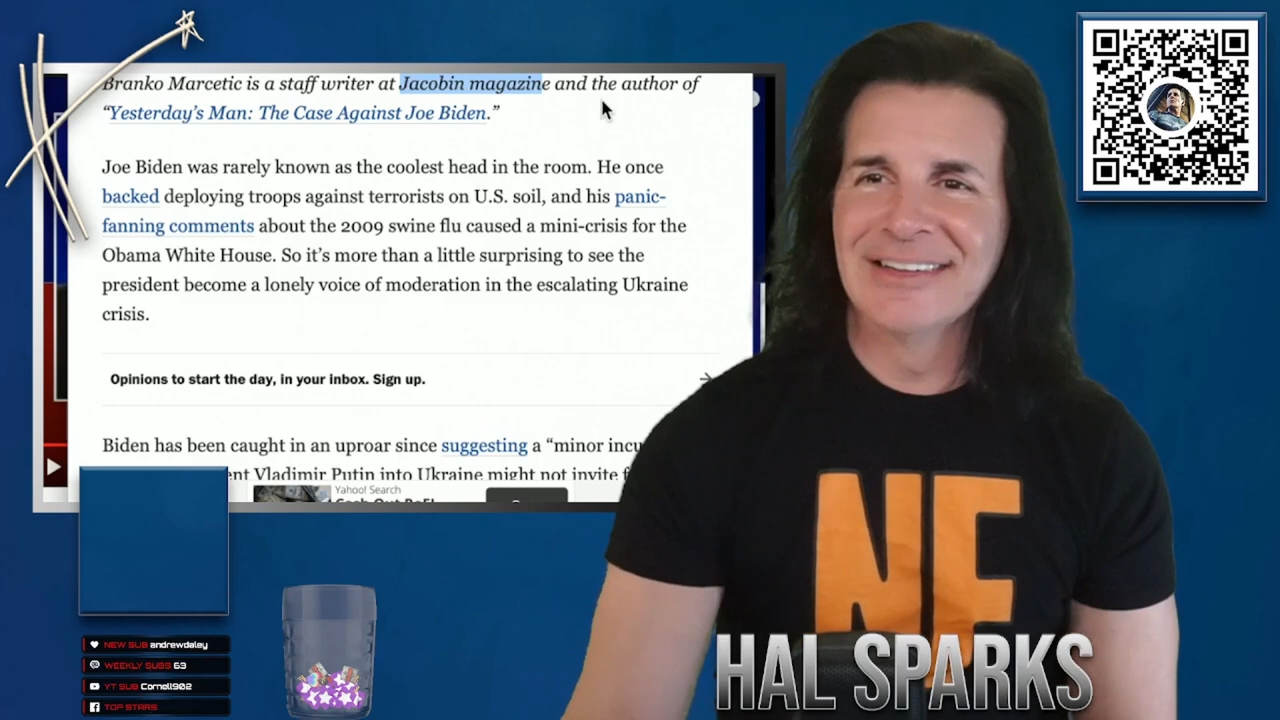 Branko Marcetic is a staff writer at Jacobin magazine and the author of
“Yesterday’s Man: The Case Against Joe Biden.”
Joe Biden was rarely known as the coolest head in the room. He once
backed deploying troops against terrorists on U.S. soil, and his panic-
fanning comments about the 2009 swine flu caused a mini-crisis for the
Obama White House. So it’s more than a little surprising to see the
president become a lonely voice of moderation in the escalating Ukraine
crisis.
Opinions to start the day, in your inbox. Sign up.
Biden has been caught in an uproar since suggesting a “minor
Vladimir Putin into Ukraine might not invite
Yahoo! Search
NF
HAL SPARKS
NEW SUB andrewdaley
WEEKLY SUBS 63
YT SUB Cornell902
TOP STARS